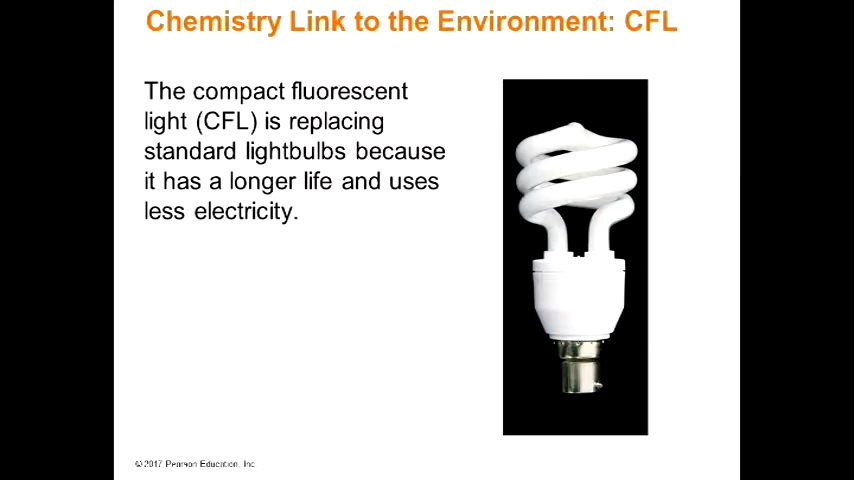 Chemistry Link to the Environment: CFL
The compact fluorescent
light (CFL) is replacing
standard lightbulbs because
it has a longer life and uses
less electricity.
© 2017 Pearson Education, Inc